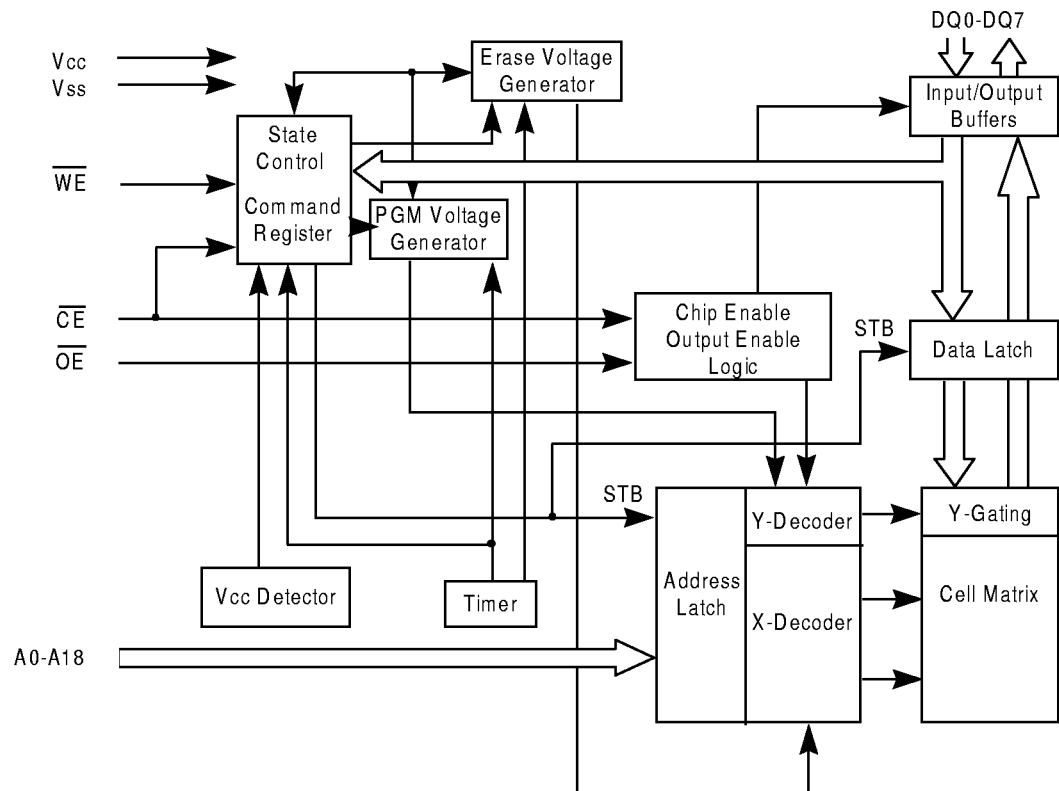 DQ0-DQ7
Vcc
Vss
Erase Voltage
Generator
Input/Output
Buffers
State
Control
Command
Register
WE
PGM Voltage
Generator
CE
OE
Chip Enable
Output Enable
Logic
STB
Data Latch
STB
Y-Decoder
Y-Gating
Address
Latch
X-Decoder
Cell Matrix
Vcc Detector
Timer
A0-A18